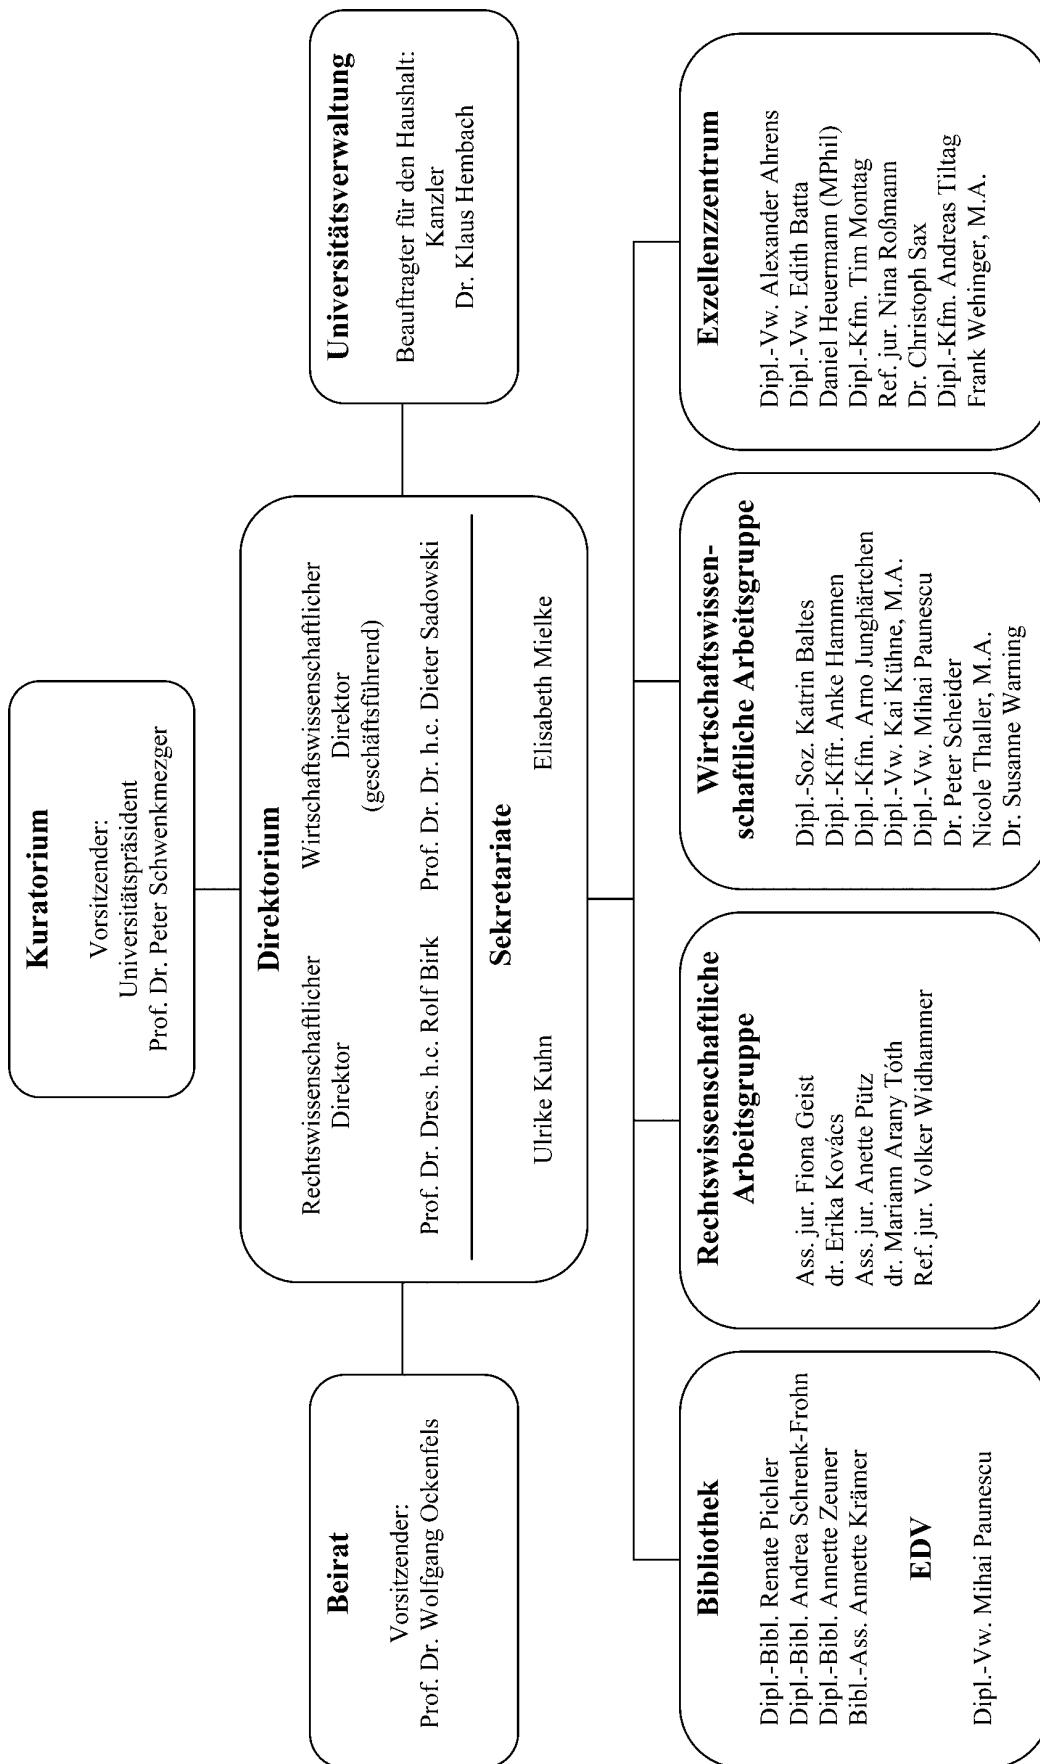 Kuratorium
Vorsitzender:
Universitätspräsident
Prof. Dr. Peter Schwenkmezger
Beirat
Vorsitzender:
Prof. Dr. Wolfgang Ockenfels
Direktorium
Rechtswissenschaftlicher
Direktor
Prof. Dr. Dres. h.c. Rolf Birk
Wirtschaftswissenschaftlicher
Direktor
(geschäftsführend)
Prof. Dr. Dr. h.c. Dieter Sadowski
Sekretariate
Ulrike Kuhn
Elisabeth Mielke
Universitätsverwaltung
Beauftragter für den Haushalt:
Kanzler
Dr. Klaus Hembach
Bibliothek
Dipl.-Bibl. Renate Pichler
Dipl.-Bibl. Andrea Schrenk-Frohn
Dipl.-Bibl. Annette Zeuner
Bibl.-Ass. Annette Krämer
EDV
Dipl.-Vw. Mihai Paunescu
Rechtswissenschaftliche
Arbeitsgruppe
Ass. jur. Fiona Geist
dr. Erika Kovács
Ass. jur. Anette Pütz
dr. Mariann Arany Tóth
Ref. jur. Volker Widhammer
Wirtschaftswissen-
schaftliche Arbeitsgruppe
Dipl.-Soz. Katrin Baltes
Dipl.-Kffr. Anke Hammen
Dipl.-Kfm. Arno Junghärtchen
Dipl.-Vw. Kai Kühne, M.A.
Dipl.-Vw. Mihai Paunescu
Dr. Peter Scheider
Nicole Thaller, M.A.
Dr. Susanne Warning
Exzellenzzentrum
Dipl.-Vw. Alexander Ahrens
Dipl.-Vw. Edith Batta
Daniel Heuermann (MPhil)
Dipl.-Kfm. Tim Montag
Ref. jur. Nina Roßmann
Dr. Christoph Sax
Dipl.-Kfm. Andreas Tiltag
Frank Wehinger, M.A.